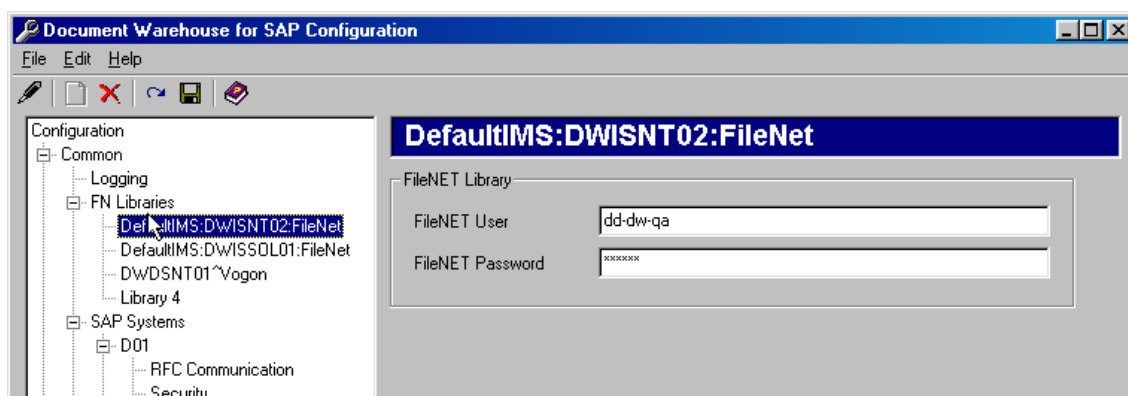 Document Warehouse for SAP Configuration
File Edit Help
Configuration
Common
Logging
FN Libraries
DefaultIMS:DWISNT02:FileNet
DefaultIMS:DWISSOL01:FileNet
DWDSNT01^Vogon
Library 4
SAP Systems
D01
RFC Communication
Security
DefaultIMS:DWISNT02:FileNet
FileNET Library
FileNET User dd-dw-qa
FileNET Password xxxxxx